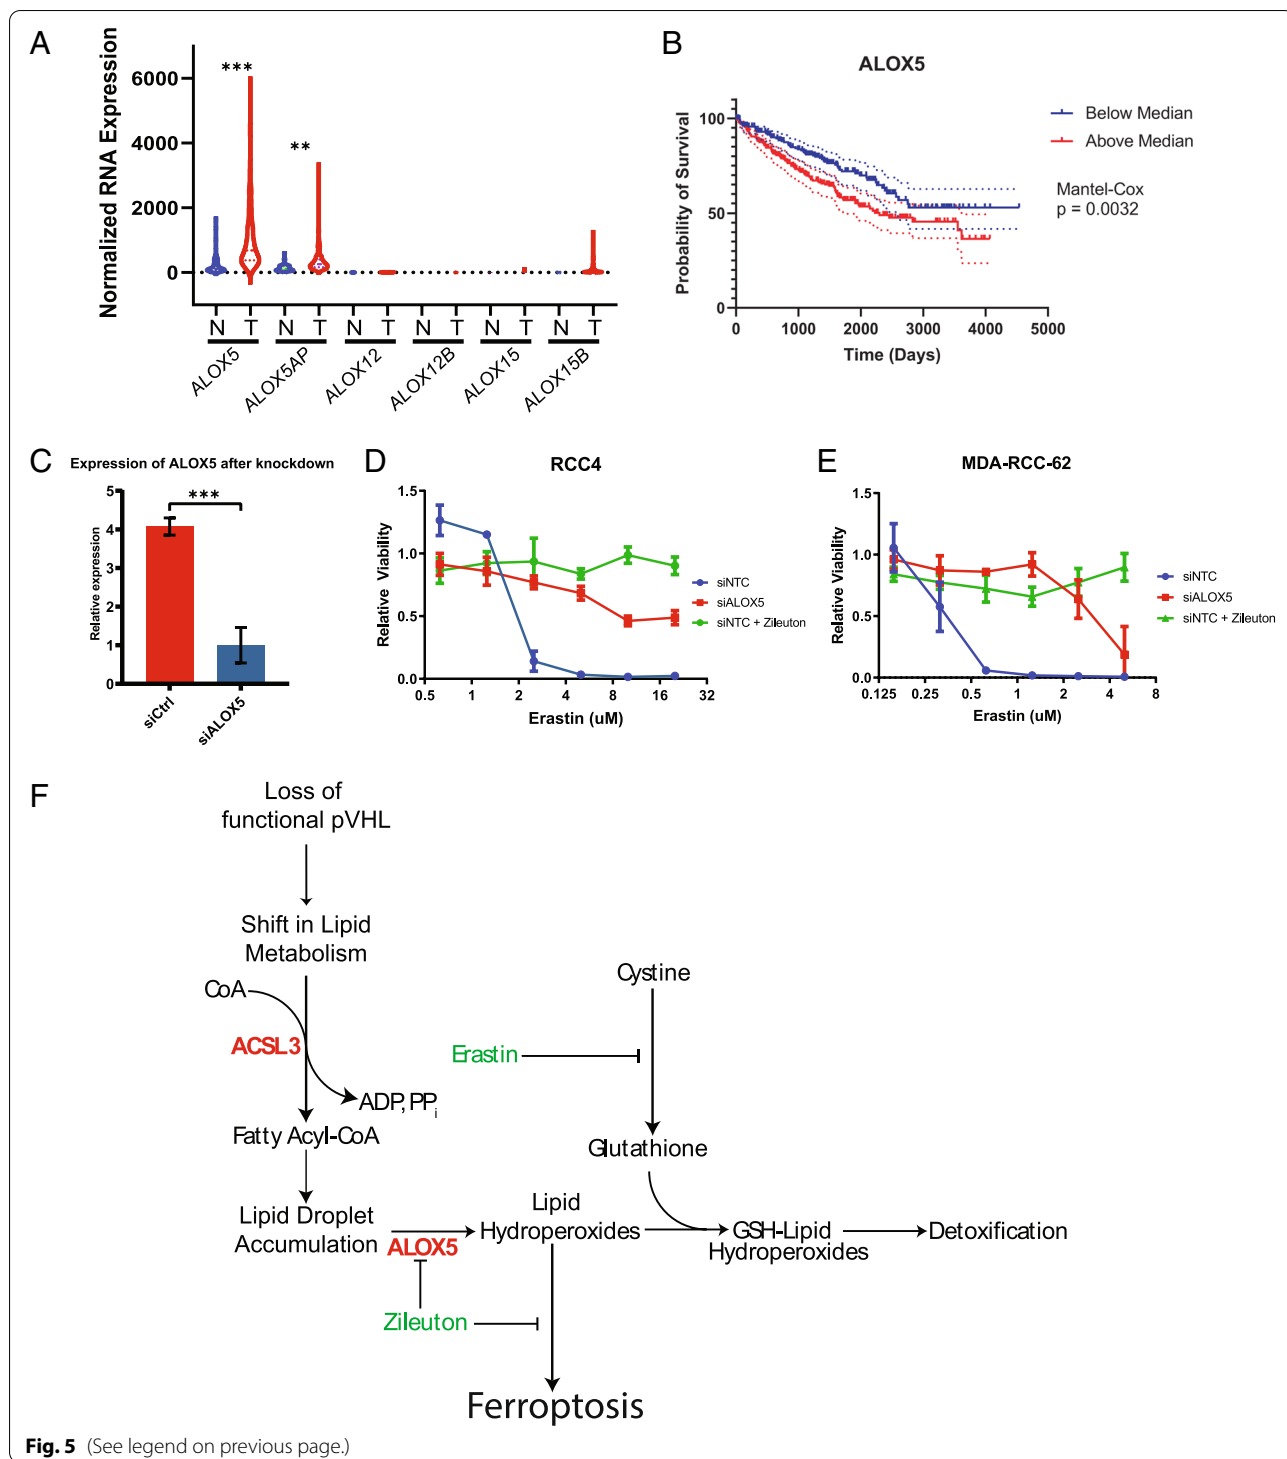 A
Normalized RNA Expression
6000
4000
2000
0
***
**
N T N T N T N T N T N T
ALOX5
ALOX5AP
ALOX12
ALOX12B
ALOX15
ALOX15B
B
ALOX5
Probability of Survival
100
50
0
0 1000 2000 3000 4000 5000
Time (Days)
Below Median
Above Median
Mantel-Cox
p = 0.0032
C
Expression of ALOX5 after knockdown
Relative expression
5
4
3
2
1
0
***
siCtrl
siALOX5
D
RCC4
Relative Viability
1.5
1.0
0.5
0.0
0.5 1 2 4 8 16 32
Erastin (uM)
siNTC
siALOX5
siNTC + Zileuton
E
MDA-RCC-62
Relative Viability
1.5
1.0
0.5
0.0
0.125 0.25 0.5 1 2 4 8
Erastin (uM)
siNTC
siALOX5
siNTC + Zileuton
F
Loss of
functional pVHL
Shift in Lipid
Metabolism
CoA
ACSL3
ADP, PPi
Fatty Acyl-CoA
Lipid Droplet
Accumulation
ALOX5
Zileuton
Cystine
Erastin
Glutathione
Lipid
Hydroperoxides
GSH-Lipid
Hydroperoxides
Detoxification
Ferroptosis
Fig. 5 (See legend on previous page.)